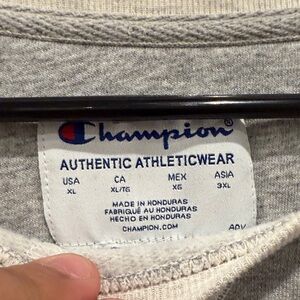 Champion
AUTHENTIC ATHLETICWEAR
USA CA MEX ASIA
XL XL/TG XG 3XL
MADE IN HONDURAS
FABRIQUÉ AU HONDURAS
HECHO EN HONDURAS
CHAMPION.COM ADV